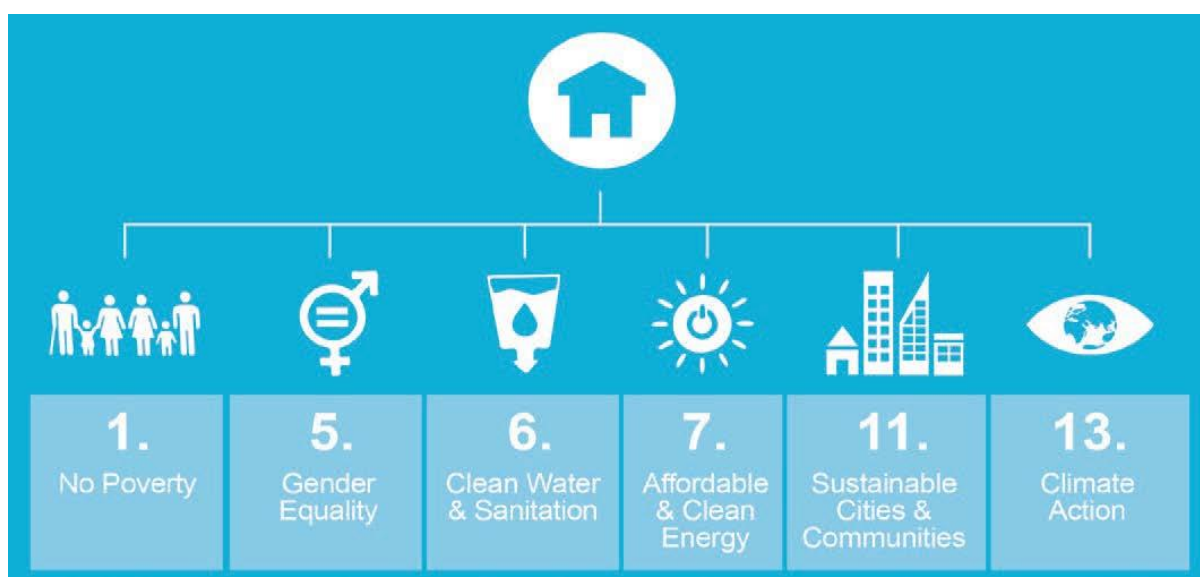 1.
No Poverty
5.
Gender
Equality
6.
Clean Water
& Sanitation
7.
Affordable
& Clean
Energy
11.
Sustainable
Cities &
Communities
13.
Climate
Action